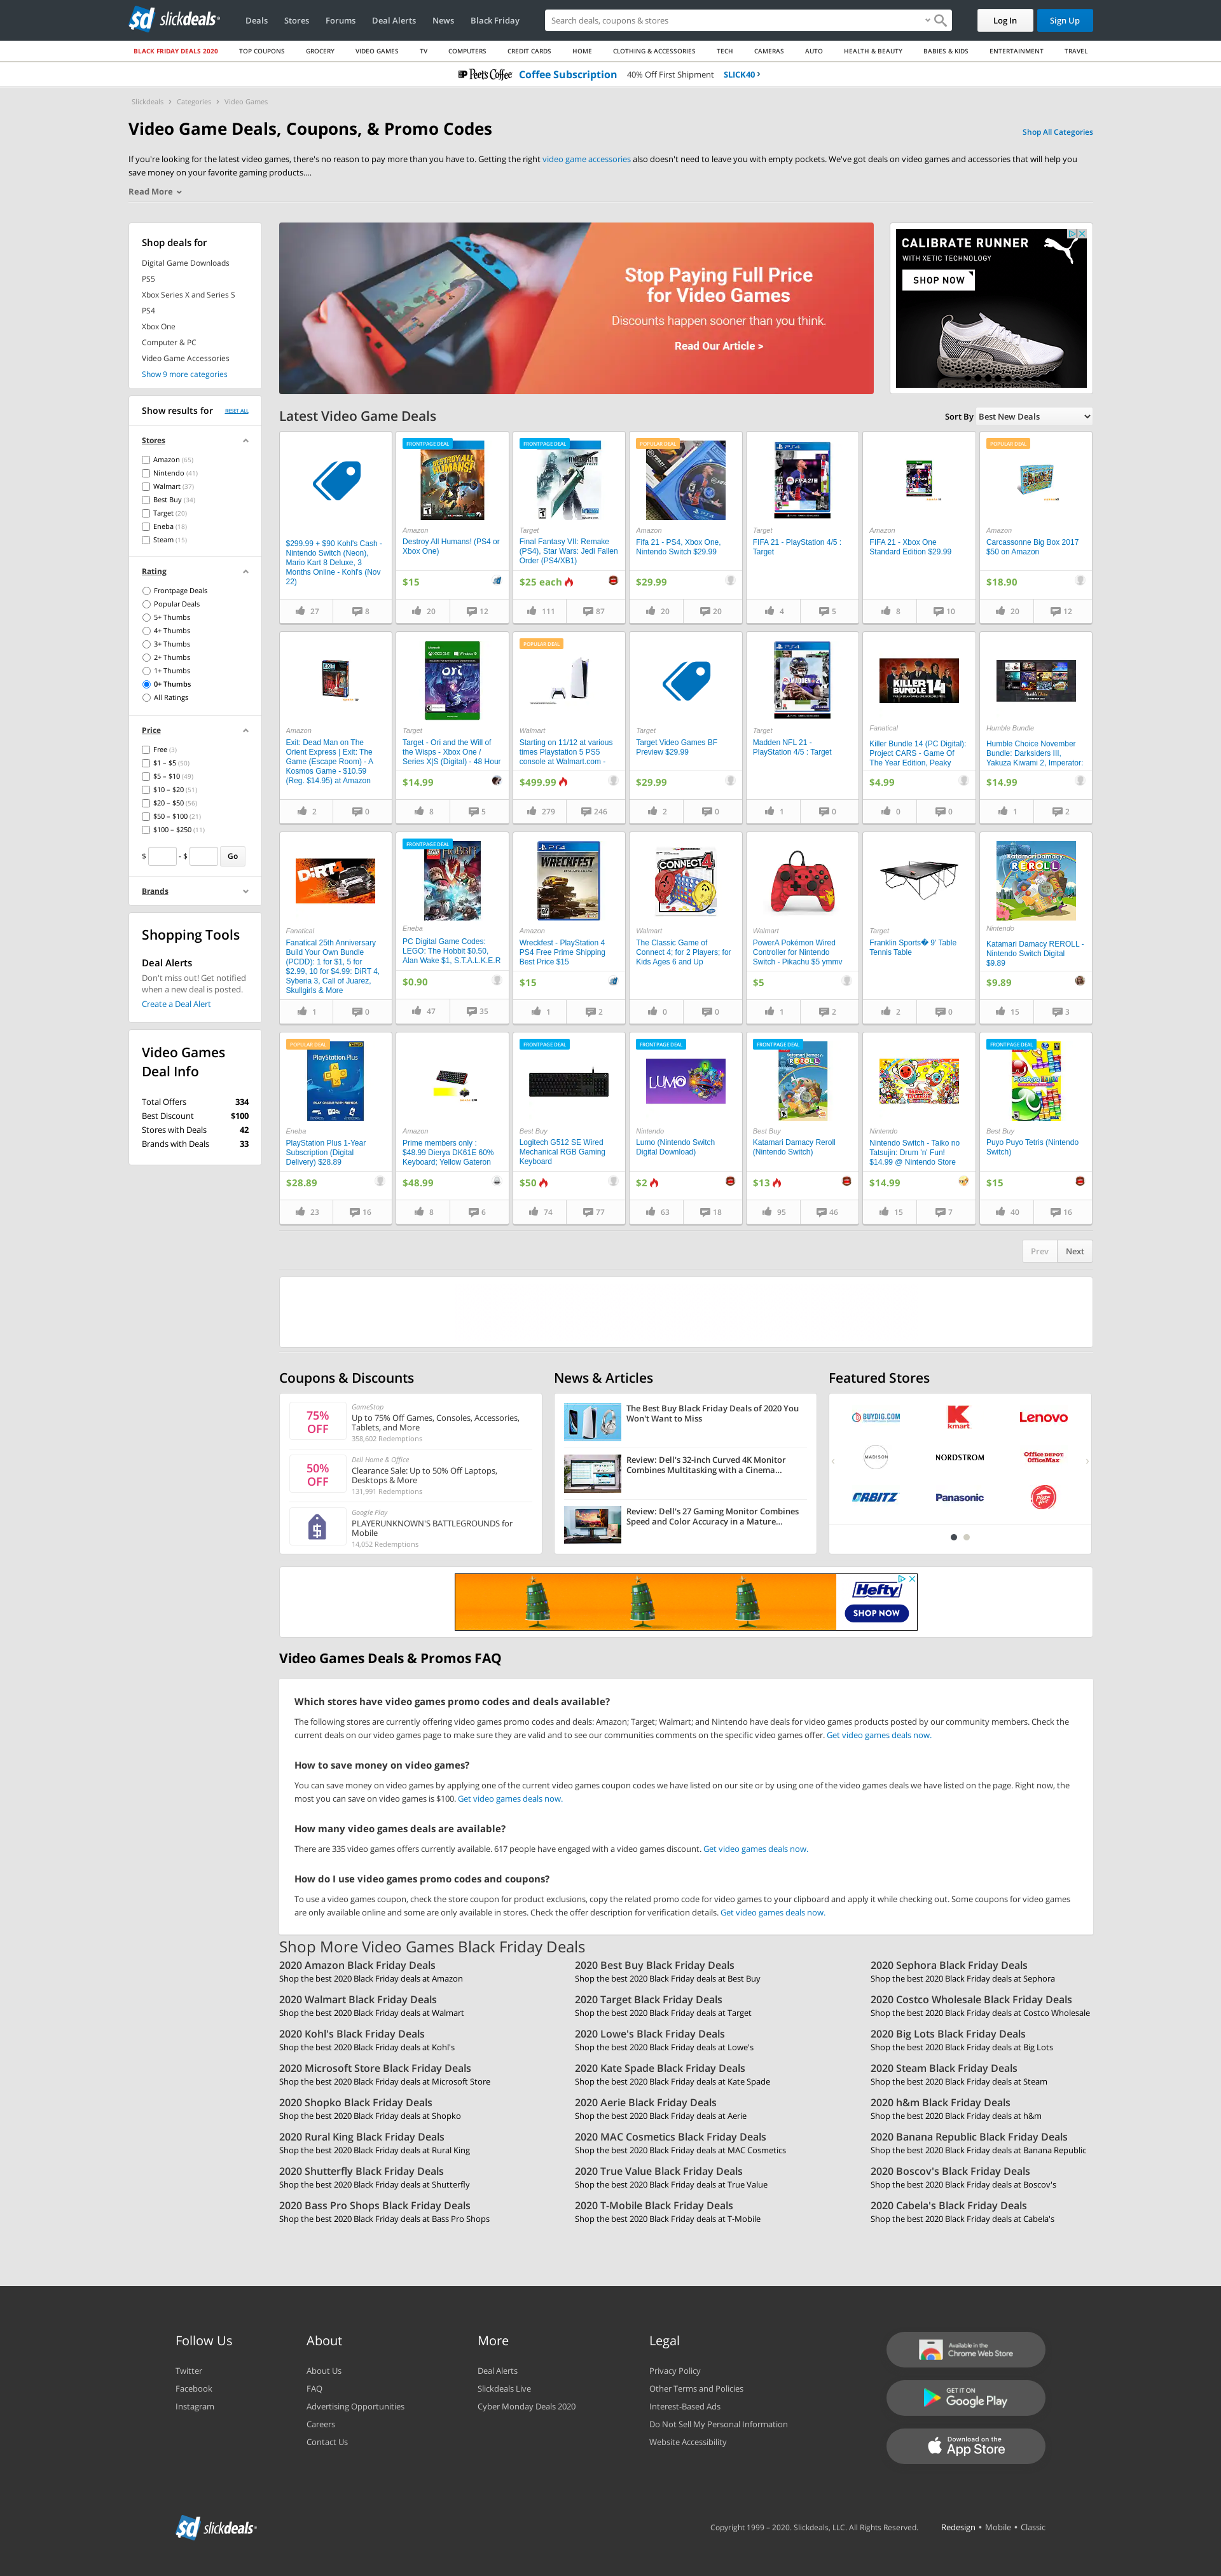 slickdeals
Deals Stores Forums Deal Alerts News Black Friday
Search deals, coupons & stores
Log In Sign Up
BLACK FRIDAY DEALS 2020 TOP COUPONS GROCERY VIDEO GAMES TV COMPUTERS CREDIT CARDS HOME CLOTHING & ACCESSORIES TECH CAMERAS AUTO HEALTH & BEAUTY BABIES & KIDS ENTERTAINMENT TRAVEL
Peet's Coffee Coffee Subscription 40% Off First Shipment SLICK40 >
Slickdeals > Categories > Video Games
Video Game Deals, Coupons, & Promo Codes
Shop All Categories
If you're looking for the latest video games, there's no reason to pay more than you have to. Getting the right video game accessories also doesn't need to leave you with empty pockets. We've got deals on video games and accessories that will help you
save money on your favorite gaming products....
Read More
Shop deals for
Digital Game Downloads
PS5
Xbox Series X and Series S
PS4
Xbox One
Computer & PC
Video Game Accessories
Show 9 more categories
Stop Paying Full Price
for Video Games
Discounts happen sooner than you think.
Read Our Article >
CALIBRATE RUNNER
WITH XETIC TECHNOLOGY
SHOP NOW
Show results for RESET ALL
Stores
Amazon (65)
Nintendo (41)
Walmart (37)
Best Buy (34)
Target (20)
Eneba (18)
Steam (15)
Rating
Frontpage Deals
Popular Deals
5+ Thumbs
4+ Thumbs
3+ Thumbs
2+ Thumbs
1+ Thumbs
0+ Thumbs
All Ratings
Price
Free (3)
$1 – $5 (50)
$5 – $10 (49)
$10 – $20 (51)
$20 – $50 (56)
$50 – $100 (21)
$100 – $250 (11)
$ - $ Go
Brands
Shopping Tools
Deal Alerts
Don't miss out! Get notified
when a new deal is posted.
Create a Deal Alert
Video Games
Deal Info
Total Offers 334
Best Discount $100
Stores with Deals 42
Brands with Deals 33
Latest Video Game Deals
Sort By Best New Deals
$299.99 + $90 Kohl's Cash -
Nintendo Switch (Neon),
Mario Kart 8 Deluxe, 3
Months Online - Kohl's (Nov
22)
27 8
FRONTPAGE DEAL
Amazon
Destroy All Humans! (PS4 or
Xbox One)
$15
20 12
FRONTPAGE DEAL
Target
Final Fantasy VII: Remake
(PS4), Star Wars: Jedi Fallen
Order (PS4/XB1)
$25 each
111 87
POPULAR DEAL
Amazon
Fifa 21 - PS4, Xbox One,
Nintendo Switch $29.99
$29.99
20 20
Target
FIFA 21 - PlayStation 4/5 :
Target
4 5
Amazon
FIFA 21 - Xbox One
Standard Edition $29.99
8 10
POPULAR DEAL
Amazon
Carcassonne Big Box 2017
$50 on Amazon
$18.90
20 12
Amazon
Exit: Dead Man on The
Orient Express | Exit: The
Game (Escape Room) - A
Kosmos Game - $10.59
(Reg. $14.95) at Amazon
2 0
Target
Target - Ori and the Will of
the Wisps - Xbox One /
Series X|S (Digital) - 48 Hour
$14.99
8 5
POPULAR DEAL
Walmart
Starting on 11/12 at various
times Playstation 5 PS5
console at Walmart.com -
$499.99
279 246
Target
Target Video Games BF
Preview $29.99
$29.99
2 0
Target
Madden NFL 21 -
PlayStation 4/5 : Target
1 0
KILLER BUNDLE 14
Fanatical
Killer Bundle 14 (PC Digital):
Project CARS - Game Of
The Year Edition, Peaky
$4.99
0 0
Humble Bundle
Humble Choice November
Bundle: Darksiders III,
Yakuza Kiwami 2, Imperator:
$14.99
1 2
DiRT4
Fanatical
Fanatical 25th Anniversary
Build Your Own Bundle
(PCDD): 1 for $1, 5 for
$2.99, 10 for $4.99: DiRT 4,
Syberia 3, Call of Juarez,
Skullgirls & More
1 0
FRONTPAGE DEAL
Eneba
PC Digital Game Codes:
LEGO: The Hobbit $0.50,
Alan Wake $1, S.T.A.L.K.E.R
$0.90
47 35
WRECKFEST
Amazon
Wreckfest - PlayStation 4
PS4 Free Prime Shipping
Best Price $15
$15
1 2
CONNECT 4
Walmart
The Classic Game of
Connect 4; for 2 Players; for
Kids Ages 6 and Up
0 0
Walmart
PowerA Pokémon Wired
Controller for Nintendo
Switch - Pikachu $5 ymmv
$5
1 2
Target
Franklin Sports� 9' Table
Tennis Table
2 0
Katamari Damacy REROLL
Nintendo
Katamari Damacy REROLL -
Nintendo Switch Digital
$9.89
$9.89
15 3
POPULAR DEAL
PlayStation Plus
Eneba
PlayStation Plus 1-Year
Subscription (Digital
Delivery) $28.89
$28.89
23 16
Amazon
Prime members only :
$48.99 Dierya DK61E 60%
Keyboard; Yellow Gateron
$48.99
8 6
FRONTPAGE DEAL
Best Buy
Logitech G512 SE Wired
Mechanical RGB Gaming
Keyboard
$50
74 77
FRONTPAGE DEAL
LUMO
Nintendo
Lumo (Nintendo Switch
Digital Download)
$2
63 18
FRONTPAGE DEAL
Best Buy
Katamari Damacy Reroll
(Nintendo Switch)
$13
95 46
Nintendo
Nintendo Switch - Taiko no
Tatsujin: Drum 'n' Fun!
$14.99 @ Nintendo Store
$14.99
15 7
FRONTPAGE DEAL
Best Buy
Puyo Puyo Tetris (Nintendo
Switch)
$15
40 16
Prev Next
Coupons & Discounts
75%
OFF
GameStop
Up to 75% Off Games, Consoles, Accessories,
Tablets, and More
358,602 Redemptions
50%
OFF
Dell Home & Office
Clearance Sale: Up to 50% Off Laptops,
Desktops & More
131,991 Redemptions
Google Play
PLAYERUNKNOWN'S BATTLEGROUNDS for
Mobile
14,052 Redemptions
News & Articles
The Best Buy Black Friday Deals of 2020 You
Won't Want to Miss
Review: Dell's 32-inch Curved 4K Monitor
Combines Multitasking with a Cinema...
Review: Dell's 27 Gaming Monitor Combines
Speed and Color Accuracy in a Mature...
Featured Stores
BUYDIG.COM kmart Lenovo
MADISON NORDSTROM Office DEPOT OfficeMax
ORBITZ Panasonic Pizza Hut
Hefty
SHOP NOW
Video Games Deals & Promos FAQ
Which stores have video games promo codes and deals available?
The following stores are currently offering video games promo codes and deals: Amazon; Target; Walmart; and Nintendo have deals for video games products posted by our community members. Check the
current deals on our video games page to make sure they are valid and to see our communities comments on the specific video games offer. Get video games deals now.
How to save money on video games?
You can save money on video games by applying one of the current video games coupon codes we have listed on our site or by using one of the video games deals we have listed on the page. Right now, the
most you can save on video games is $100. Get video games deals now.
How many video games deals are available?
There are 335 video games offers currently available. 617 people have engaged with a video games discount. Get video games deals now.
How do I use video games promo codes and coupons?
To use a video games coupon, check the store coupon for product exclusions, copy the related promo code for video games to your clipboard and apply it while checking out. Some coupons for video games
are only available online and some are only available in stores. Check the offer description for verification details. Get video games deals now.
Shop More Video Games Black Friday Deals
2020 Amazon Black Friday Deals
Shop the best 2020 Black Friday deals at Amazon
2020 Best Buy Black Friday Deals
Shop the best 2020 Black Friday deals at Best Buy
2020 Sephora Black Friday Deals
Shop the best 2020 Black Friday deals at Sephora
2020 Walmart Black Friday Deals
Shop the best 2020 Black Friday deals at Walmart
2020 Target Black Friday Deals
Shop the best 2020 Black Friday deals at Target
2020 Costco Wholesale Black Friday Deals
Shop the best 2020 Black Friday deals at Costco Wholesale
2020 Kohl's Black Friday Deals
Shop the best 2020 Black Friday deals at Kohl's
2020 Lowe's Black Friday Deals
Shop the best 2020 Black Friday deals at Lowe's
2020 Big Lots Black Friday Deals
Shop the best 2020 Black Friday deals at Big Lots
2020 Microsoft Store Black Friday Deals
Shop the best 2020 Black Friday deals at Microsoft Store
2020 Kate Spade Black Friday Deals
Shop the best 2020 Black Friday deals at Kate Spade
2020 Steam Black Friday Deals
Shop the best 2020 Black Friday deals at Steam
2020 Shopko Black Friday Deals
Shop the best 2020 Black Friday deals at Shopko
2020 Aerie Black Friday Deals
Shop the best 2020 Black Friday deals at Aerie
2020 h&m Black Friday Deals
Shop the best 2020 Black Friday deals at h&m
2020 Rural King Black Friday Deals
Shop the best 2020 Black Friday deals at Rural King
2020 MAC Cosmetics Black Friday Deals
Shop the best 2020 Black Friday deals at MAC Cosmetics
2020 Banana Republic Black Friday Deals
Shop the best 2020 Black Friday deals at Banana Republic
2020 Shutterfly Black Friday Deals
Shop the best 2020 Black Friday deals at Shutterfly
2020 True Value Black Friday Deals
Shop the best 2020 Black Friday deals at True Value
2020 Boscov's Black Friday Deals
Shop the best 2020 Black Friday deals at Boscov's
2020 Bass Pro Shops Black Friday Deals
Shop the best 2020 Black Friday deals at Bass Pro Shops
2020 T-Mobile Black Friday Deals
Shop the best 2020 Black Friday deals at T-Mobile
2020 Cabela's Black Friday Deals
Shop the best 2020 Black Friday deals at Cabela's
Follow Us
Twitter
Facebook
Instagram
About
About Us
FAQ
Advertising Opportunities
Careers
Contact Us
More
Deal Alerts
Slickdeals Live
Cyber Monday Deals 2020
Legal
Privacy Policy
Other Terms and Policies
Interest-Based Ads
Do Not Sell My Personal Information
Website Accessibility
Available in the
Chrome Web Store
GET IT ON
Google Play
Download on the
App Store
slickdeals
Copyright 1999 – 2020. Slickdeals, LLC. All Rights Reserved. Redesign • Mobile • Classic